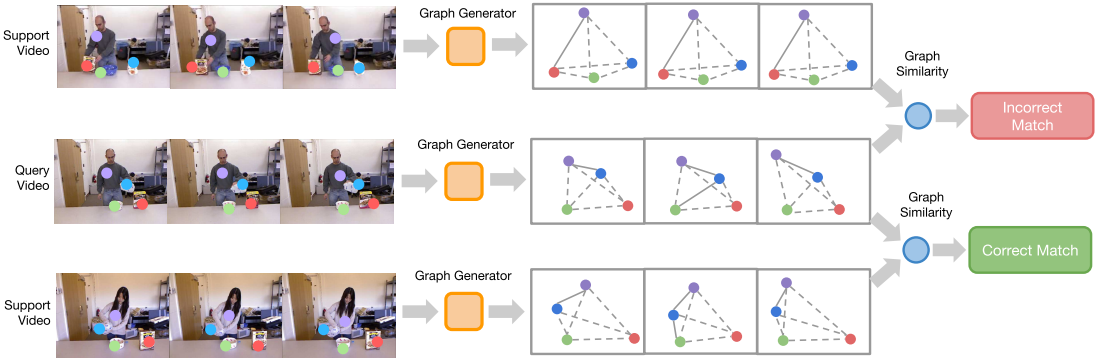 Support
Video
Graph Generator
Graph
Similarity
Incorrect
Match
Query
Video
Graph Generator
Graph
Similarity
Correct Match
Support
Video
Graph Generator